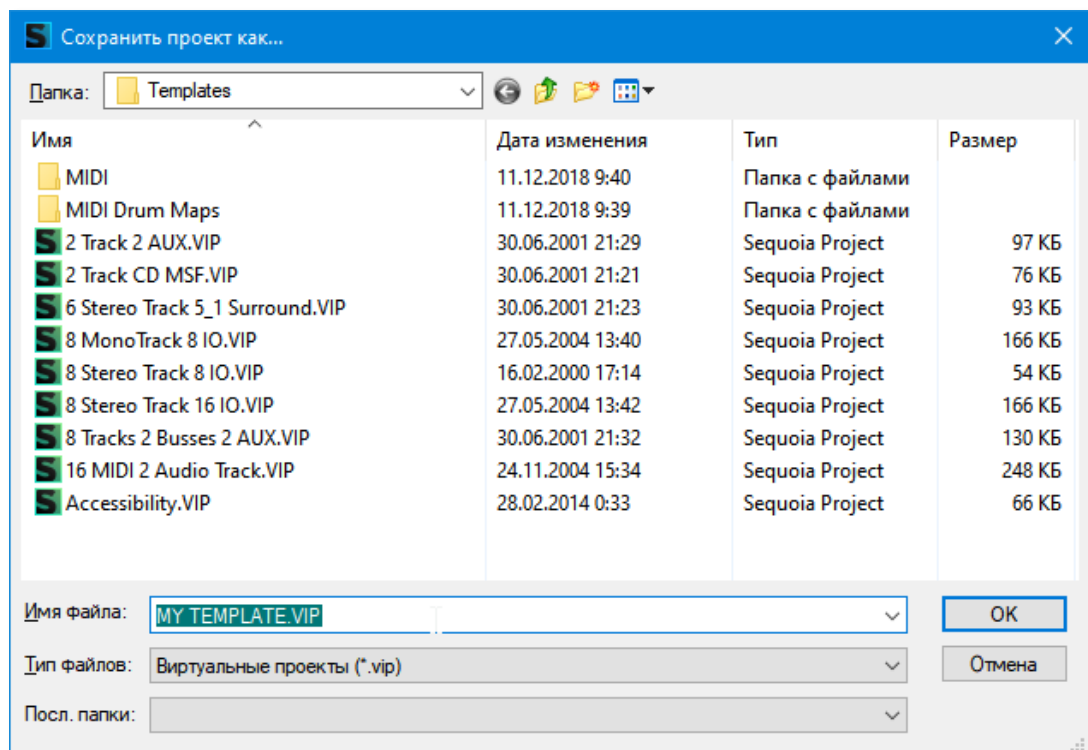 Сохранить проект как...
Папка: Templates
Имя Дата изменения Тип Размер
MIDI 11.12.2018 9:40 Папка с файлами
MIDI Drum Maps 11.12.2018 9:39 Папка с файлами
2 Track 2 AUX.VIP 30.06.2001 21:29 Sequoia Project 97 КБ
2 Track CD MSF.VIP 30.06.2001 21:21 Sequoia Project 76 КБ
6 Stereo Track 5_1 Surround.VIP 30.06.2001 21:23 Sequoia Project 93 КБ
8 MonoTrack 8 IO.VIP 27.05.2004 13:40 Sequoia Project 166 КБ
8 Stereo Track 8 IO.VIP 16.02.2000 17:14 Sequoia Project 54 КБ
8 Stereo Track 16 IO.VIP 27.05.2004 13:42 Sequoia Project 166 КБ
8 Tracks 2 Busses 2 AUX.VIP 30.06.2001 21:32 Sequoia Project 130 КБ
16 MIDI 2 Audio Track.VIP 24.11.2004 15:34 Sequoia Project 248 КБ
Accessibility.VIP 28.02.2014 0:33 Sequoia Project 66 КБ
Имя файла: MY TEMPLATE.VIP OK
Тип файлов: Виртуальные проекты (*.vip) Отмена
Посл. папки: